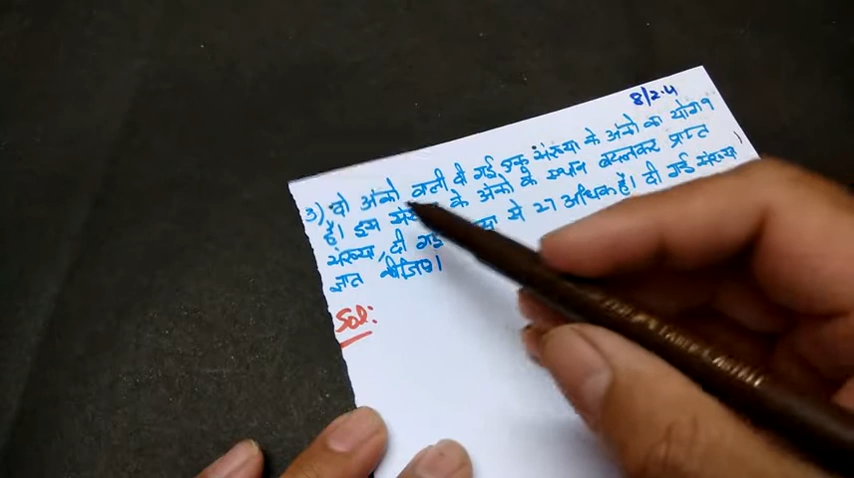 8/2.4
3) दो अंको वाली दी गई एक संख्या के अंको का योग 9
है। इस के अंको के स्थान बदलकर प्राप्त
संख्या, दी गई से 27 अधिक है। दी गई संख्या
ज्ञात कीजिए।
Sol: